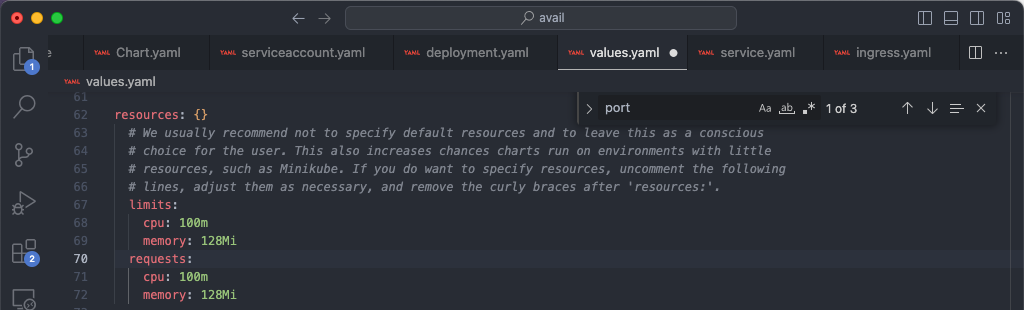 avail
1
e
YAML Chart.yaml
YAML serviceaccount.yaml
YAML deployment.yaml
YAML values.yaml
YAML service.yaml
YAML ingress.yaml
YAML values.yaml
port
Aa
ab
1 of 3
61
62 resources: {}
63 # We usually recommend not to specify default resources and to leave this as a conscious
64 # choice for the user. This also increases chances charts run on environments with little
65 # resources, such as Minikube. If you do want to specify resources, uncomment the following
66 # lines, adjust them as necessary, and remove the curly braces after 'resources:'.
67 limits:
68 cpu: 100m
69 memory: 128Mi
70 requests:
71 cpu: 100m
72 memory: 128Mi
2